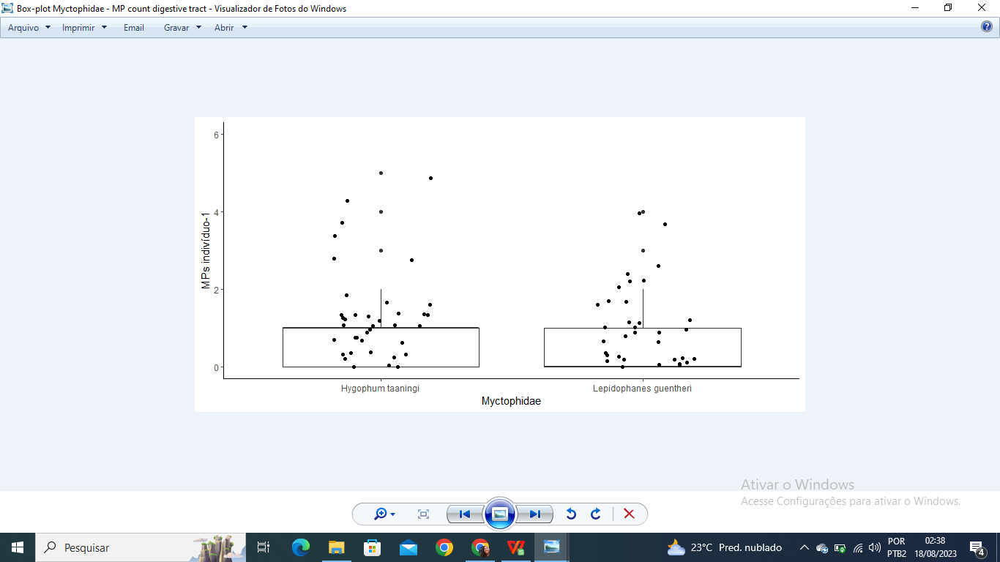 Box-plot Myctophidae - MP count digestive tract - Visualizador de Fotos do Windows
Arquivo Imprimir Email Gravar Abrir
6
4
2
0
MPs indivíduo-1
Hygophum taaningi Lepidophanes guentheri
Myctophidae
Ativar o Windows
Acesse Configurações para ativar o Windows.
Pesquisar
23°C Pred. nublado
POR
PTB2
02:38
18/08/2023
4